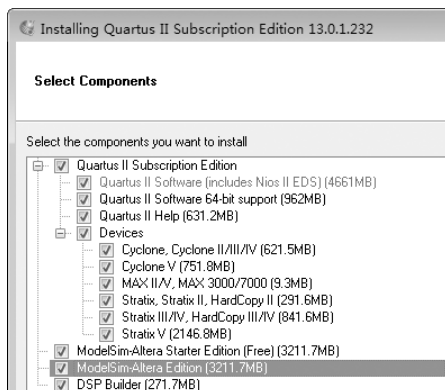 Installing Quartus II Subscription Edition 13.0.1.232
Select Components
Select the components you want to install
Quartus II Subscription Edition
Quartus II Software (includes Nios II EDS) (4661MB)
Quartus II Software 64-bit support (962MB)
Quartus II Help (631.2MB)
Devices
Cyclone, Cyclone II/III/IV (621.5MB)
Cyclone V (751.8MB)
MAX II/V, MAX 3000/7000 (9.3MB)
Stratix, Stratix II, HardCopy II (291.6MB)
Stratix III/IV, HardCopy III/IV (841.6MB)
Stratix V (2146.8MB)
ModelSim-Altera Starter Edition (Free) (3211.7MB)
ModelSim-Altera Edition (3211.7MB)
DSP Builder (271.7MB)